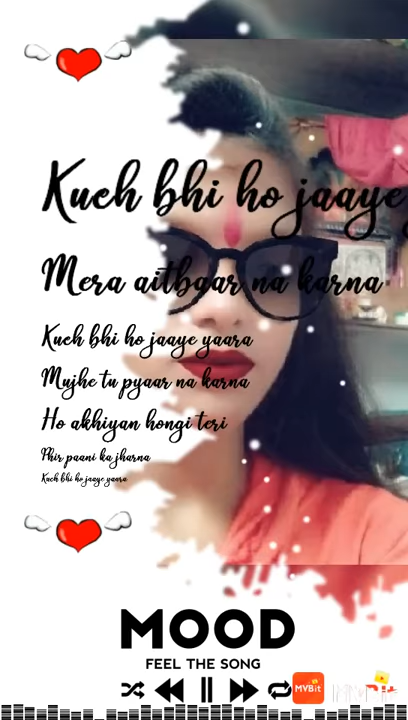 Kuch bhi ho jaaye
Mera aitbaar na karna
Kuch bhi ho jaaye yaara
Mujhe tu pyaar na karna
Ho akhiyan hongi teri
Phir paani ka jharna
Kuch bhi ho jaaye yaara
MOOD
FEEL THE SONG
MVBit